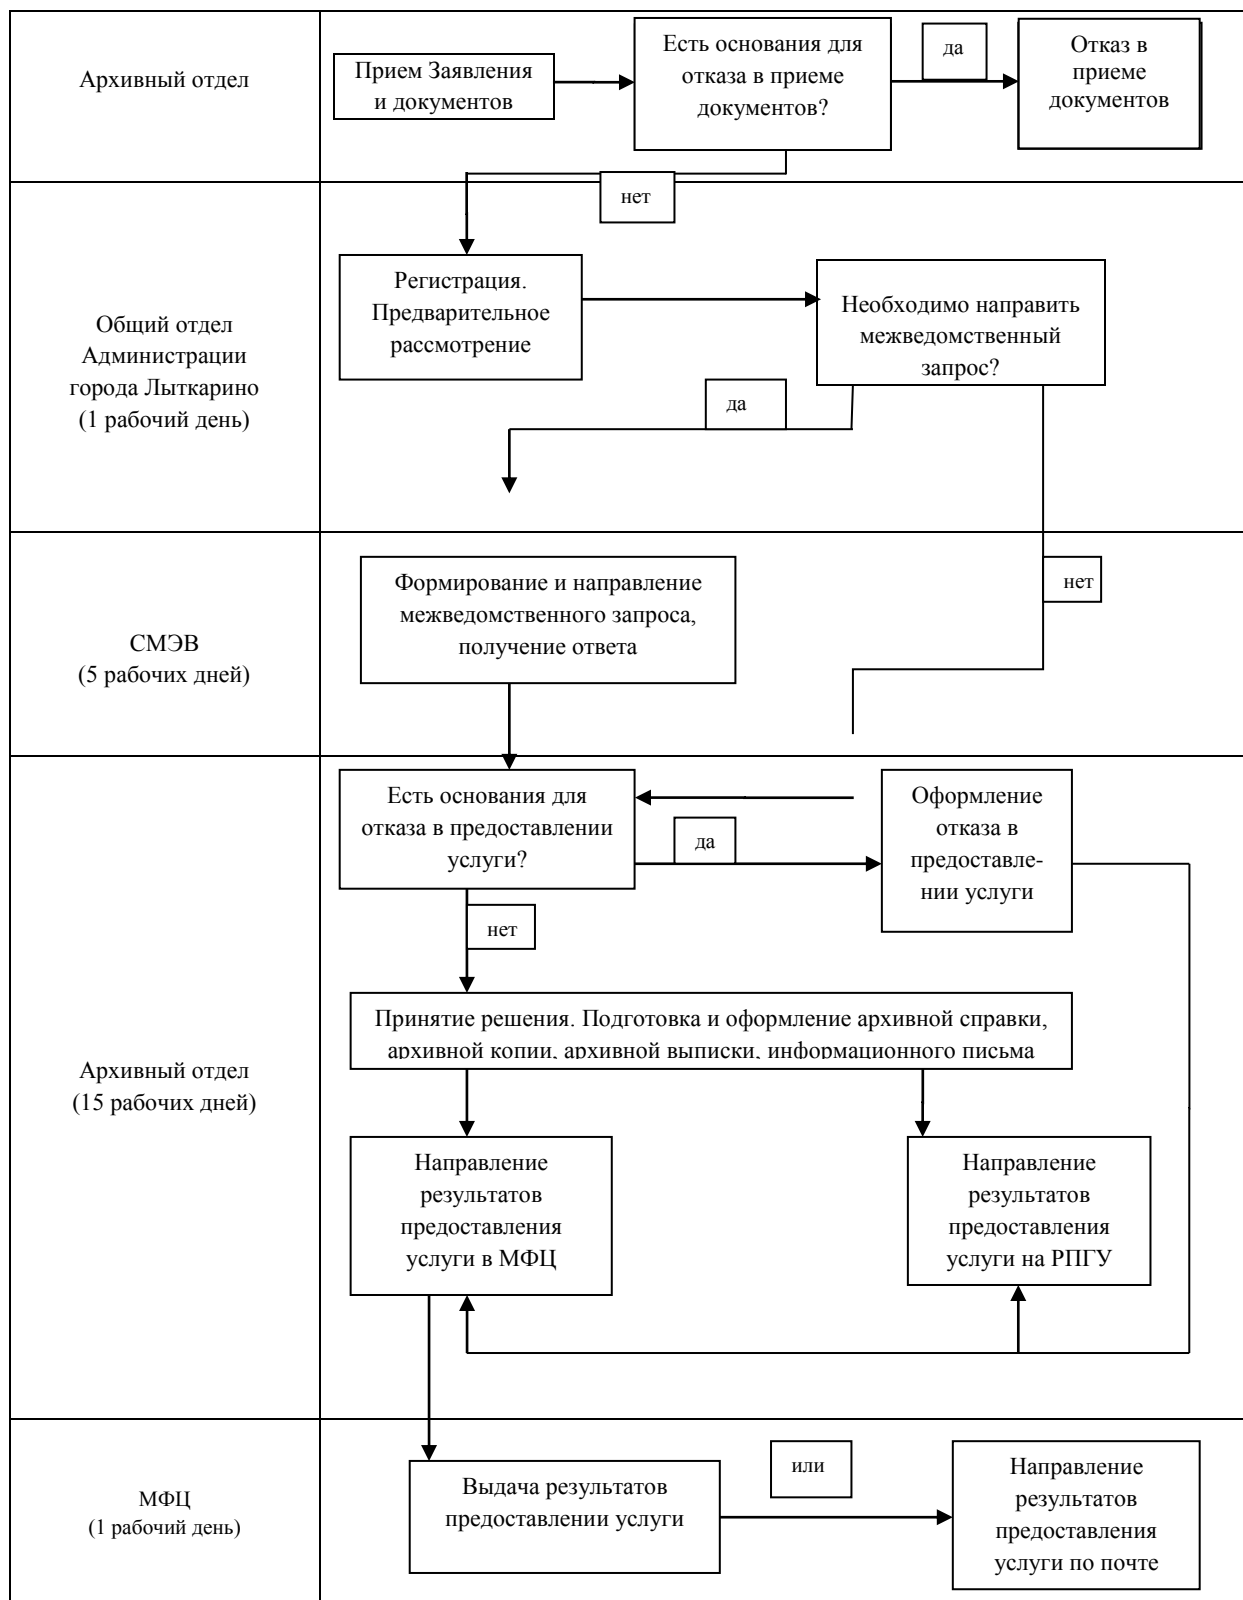 Архивный отдел
Прием Заявления
и документов
Есть основания для
отказа в приеме
документов?
да
Отказ в
приеме
документов
нет
Общий отдел
Администрации
города Лыткарино
(1 рабочий день)
Регистрация.
Предварительное
рассмотрение
Необходимо направить
межведомственный
запрос?
да
СМЭВ
(5 рабочих дней)
Формирование и направление
межведомственного запроса,
получение ответа
нет
Архивный отдел
(15 рабочих дней)
Есть основания для
отказа в предоставлении
услуги?
да
Оформление
отказа в
предоставле-
нии услуги
нет
Принятие решения. Подготовка и оформление архивной справки,
архивной копии, архивной выписки, информационного письма
Направление
результатов
предоставления
услуги в МФЦ
Направление
результатов
предоставления
услуги на РПГУ
МФЦ
(1 рабочий день)
Выдача результатов
предоставлении услуги
или
Направление
результатов
предоставления
услуги по почте